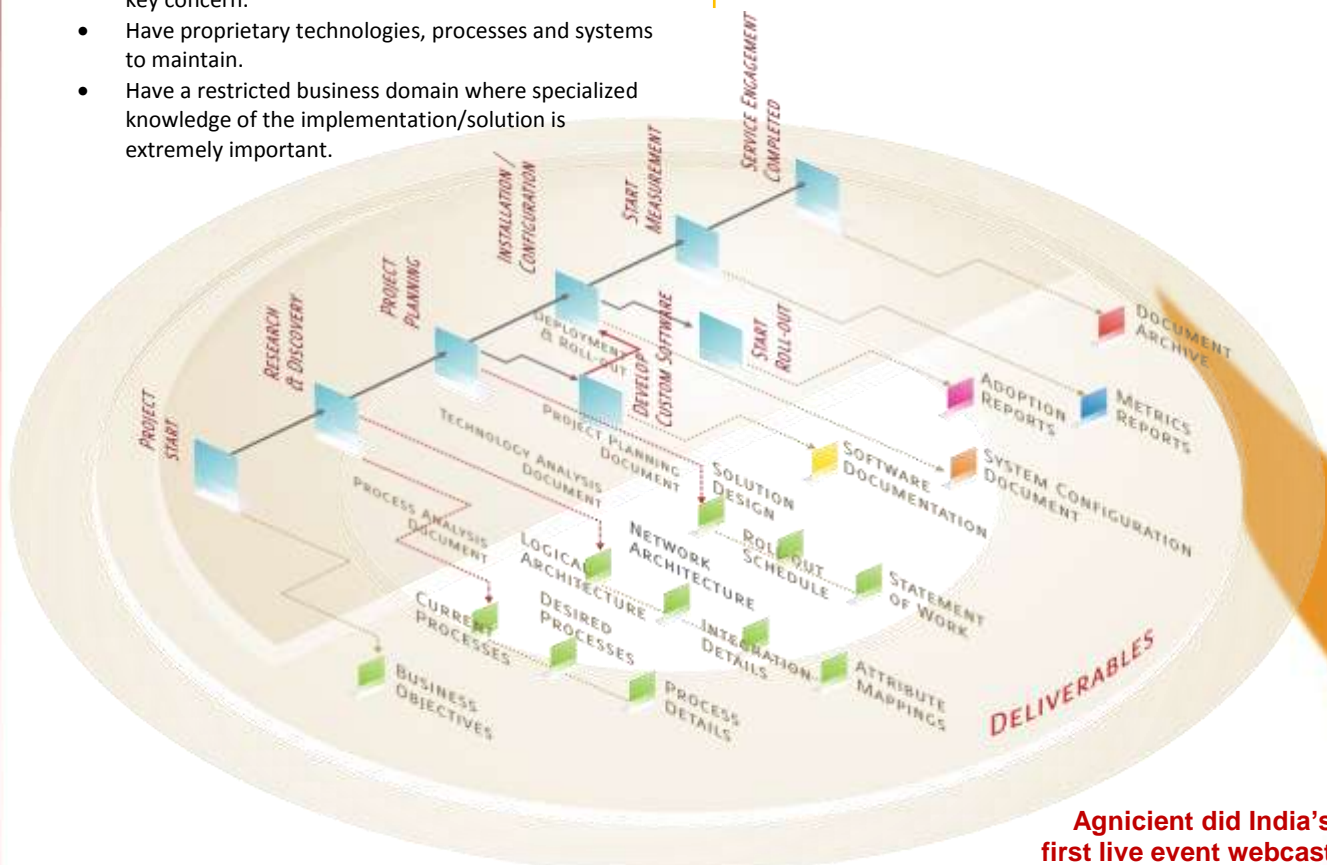 key concern.
• Have proprietary technologies, processes and systems
to maintain.
• Have a restricted business domain where specialized
knowledge of the implementation/solution is
extremely important.
PROJECT
START
RESEARCH
& DISCOVERY
PROJECT
PLANNING
INSTALLATION /
CONFIGURATION
START
MEASUREMENT
SERVICE ENGAGEMENT
COMPLETED
DEPLOYMENT
& ROLL-OUT
DEVELOP
CUSTOM SOFTWARE
START
ROLL-OUT
DOCUMENT
ARCHIVE
ADOPTION
REPORTS
METRICS
REPORTS
TECHNOLOGY ANALYSIS
DOCUMENT
PROJECT PLANNING
DOCUMENT
PROCESS ANALYSIS
DOCUMENT
SOFTWARE
DOCUMENTATION
SYSTEM CONFIGURATION
DOCUMENT
SOLUTION
DESIGN
ROLL-OUT
SCHEDULE
STATEMENT
OF WORK
LOGICAL
ARCHITECTURE
NETWORK
ARCHITECTURE
INTEGRATION
DETAILS
ATTRIBUTE
MAPPINGS
CURRENT
PROCESSES
DESIRED
PROCESSES
PROCESS
DETAILS
BUSINESS
OBJECTIVES
DELIVERABLES
Agnicient did India's
first live event webcast